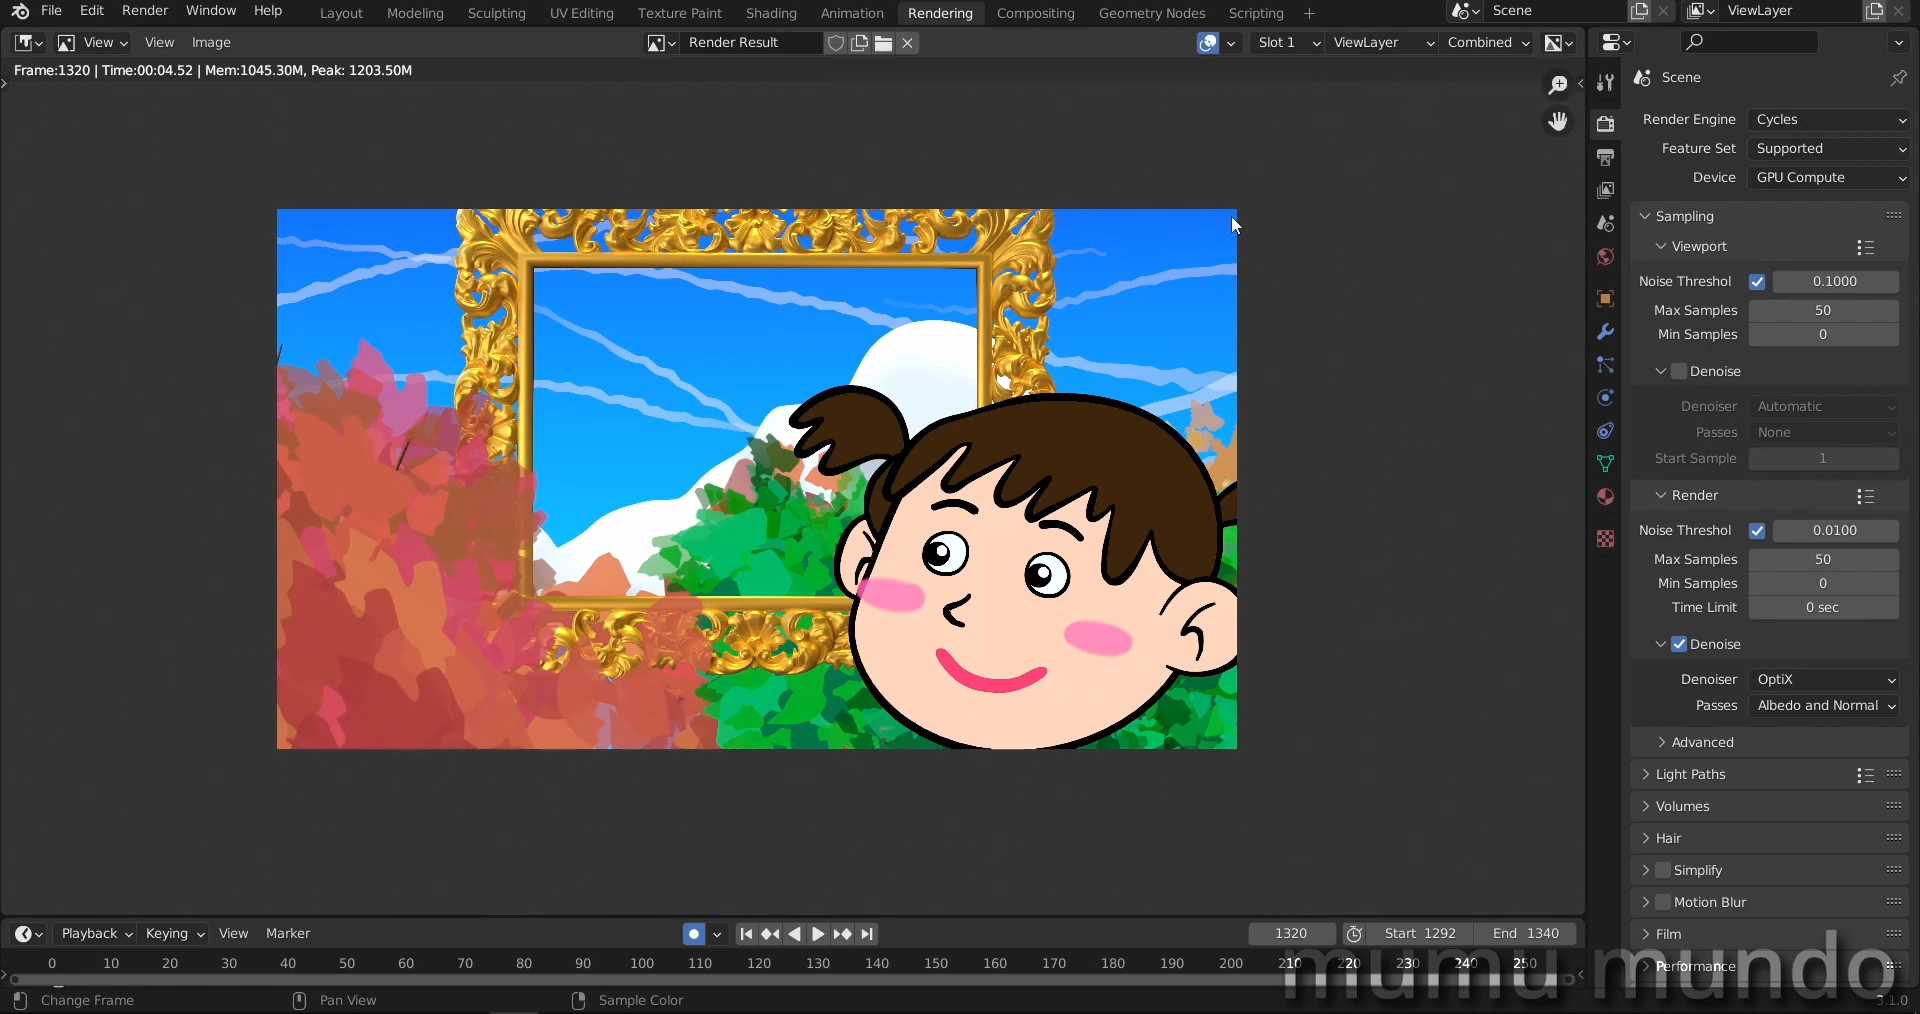 File Edit Render Window Help Layout Modeling Sculpting UV Editing Texture Paint Shading Animation Rendering Compositing Geometry Nodes Scripting + Scene ViewLayer
View View Image Render Result Slot 1 ViewLayer Combined
Frame:1320 | Time:00:04.52 | Mem:1045.30M, Peak: 1203.50M
Scene
Render Engine Cycles
Feature Set Supported
Device GPU Compute
Sampling
Viewport
Noise Threshol 0.1000
Max Samples 50
Min Samples 0
Denoise
Denoiser Automatic
Passes None
Start Sample 1
Render
Noise Threshol 0.0100
Max Samples 50
Min Samples 0
Time Limit 0 sec
Denoise
Denoiser OptiX
Passes Albedo and Normal
Advanced
Light Paths
Volumes
Hair
Simplify
Motion Blur
Film
Performance
Playback Keying View Marker 1320 Start 1292 End 1340
0 10 20 30 40 50 60 70 80 90 100 110 120 130 140 150 160 170 180 190 200 210 220 230 240 250
mumu mundo
Change Frame Pan View Sample Color 3.1.0